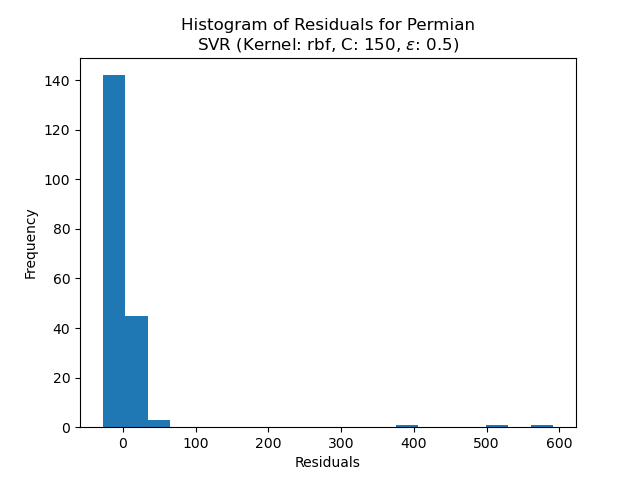 Histogram of Residuals for Permian
SVR (Kernel: rbf, C: 150, ε: 0.5)
140
120
100
80
60
40
20
0
Frequency
0 100 200 300 400 500 600
Residuals